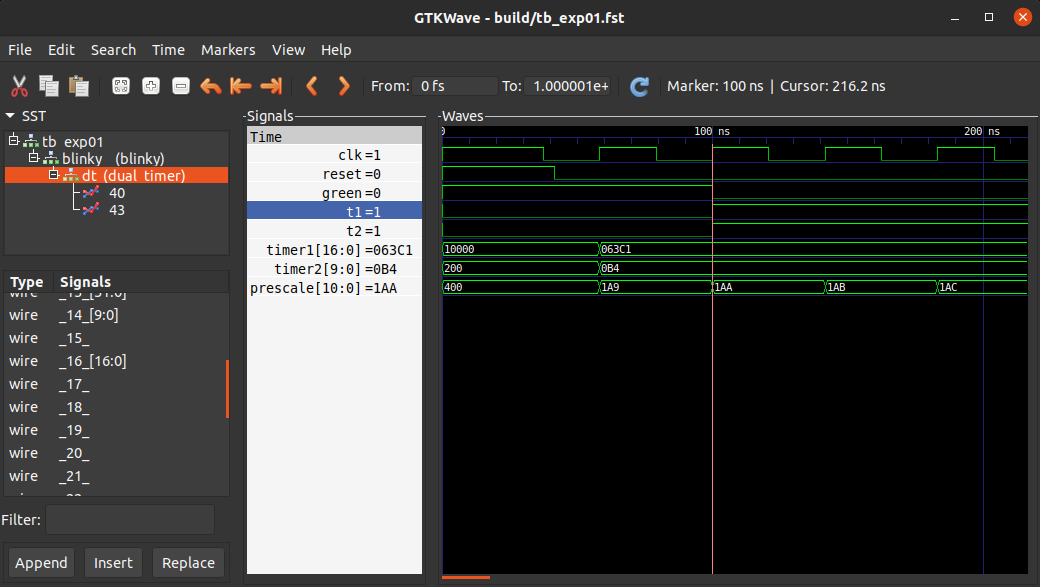 GTKWave - build/tb_exp01.fst
File Edit Search Time Markers View Help
From: 0 fs To: 1.000001e+ Marker: 100 ns | Cursor: 216.2 ns
SST
tb_exp01
blinky (blinky)
dt (dual_timer)
40
43
Type Signals
wire _13_[31:0]
wire _14_[9:0]
wire _15_
wire _16_[16:0]
wire _17_
wire _18_
wire _19_
wire _20_
wire _21_
Filter:
Append Insert Replace
Signals
Time
clk=1
reset=0
green=0
t1=1
t2=1
timer1[16:0]=063C1
timer2[9:0]=0B4
prescale[10:0]=1AA
Waves
0 100 ns 200 ns
10000 063C1
200 0B4
400 1A9 1AA 1AB 1AC